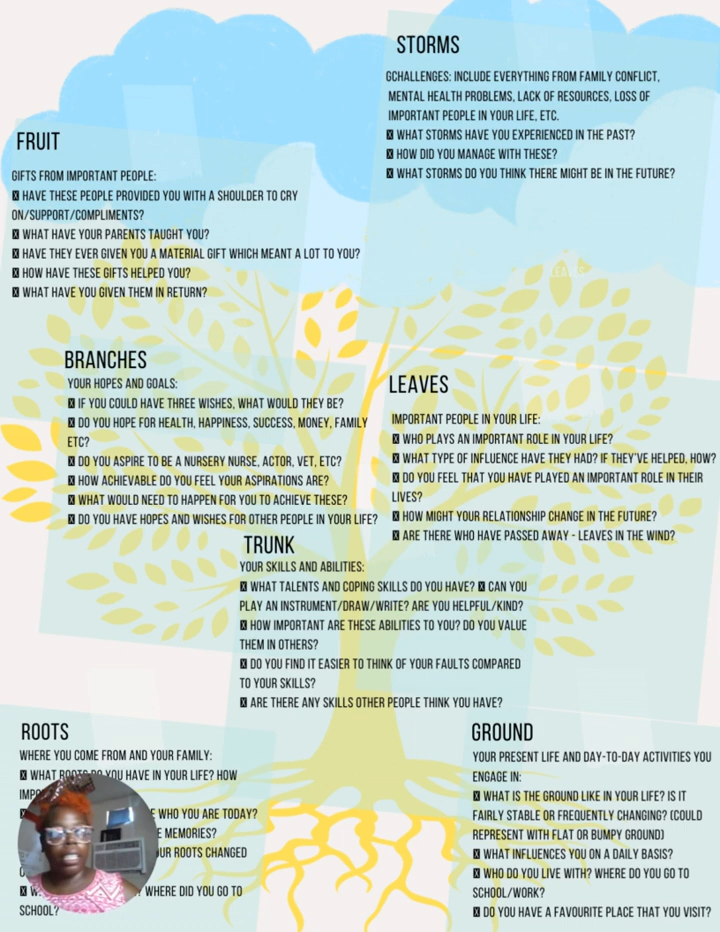 STORMS
GCHALLENGES: INCLUDE EVERYTHING FROM FAMILY CONFLICT,
MENTAL HEALTH PROBLEMS, LACK OF RESOURCES, LOSS OF
IMPORTANT PEOPLE IN YOUR LIFE, ETC.
☒ WHAT STORMS HAVE YOU EXPERIENCED IN THE PAST?
☒ HOW DID YOU MANAGE WITH THESE?
☒ WHAT STORMS DO YOU THINK THERE MIGHT BE IN THE FUTURE?
FRUIT
GIFTS FROM IMPORTANT PEOPLE:
☒ HAVE THESE PEOPLE PROVIDED YOU WITH A SHOULDER TO CRY
ON/SUPPORT/COMPLIMENTS?
☒ WHAT HAVE YOUR PARENTS TAUGHT YOU?
☒ HAVE THEY EVER GIVEN YOU A MATERIAL GIFT WHICH MEANT A LOT TO YOU?
☒ HOW HAVE THESE GIFTS HELPED YOU?
☒ WHAT HAVE YOU GIVEN THEM IN RETURN?
LEAVES
BRANCHES
YOUR HOPES AND GOALS:
☒ IF YOU COULD HAVE THREE WISHES, WHAT WOULD THEY BE?
☒ DO YOU HOPE FOR HEALTH, HAPPINESS, SUCCESS, MONEY, FAMILY
ETC?
☒ DO YOU ASPIRE TO BE A NURSERY NURSE, ACTOR, VET, ETC?
☒ HOW ACHIEVABLE DO YOU FEEL YOUR ASPIRATIONS ARE?
☒ WHAT WOULD NEED TO HAPPEN FOR YOU TO ACHIEVE THESE?
☒ DO YOU HAVE HOPES AND WISHES FOR OTHER PEOPLE IN YOUR LIFE?
LEAVES
IMPORTANT PEOPLE IN YOUR LIFE:
☒ WHO PLAYS AN IMPORTANT ROLE IN YOUR LIFE?
☒ WHAT TYPE OF INFLUENCE HAVE THEY HAD? IF THEY'VE HELPED, HOW?
☒ DO YOU FEEL THAT YOU HAVE PLAYED AN IMPORTANT ROLE IN THEIR
LIVES?
☒ HOW MIGHT YOUR RELATIONSHIP CHANGE IN THE FUTURE?
☒ ARE THERE WHO HAVE PASSED AWAY - LEAVES IN THE WIND?
TRUNK
YOUR SKILLS AND ABILITIES:
☒ WHAT TALENTS AND COPING SKILLS DO YOU HAVE? ☒ CAN YOU
PLAY AN INSTRUMENT/DRAW/WRITE? ARE YOU HELPFUL/KIND?
☒ HOW IMPORTANT ARE THESE ABILITIES TO YOU? DO YOU VALUE
THEM IN OTHERS?
☒ DO YOU FIND IT EASIER TO THINK OF YOUR FAULTS COMPARED
TO YOUR SKILLS?
☒ ARE THERE ANY SKILLS OTHER PEOPLE THINK YOU HAVE?
ROOTS
WHERE YOU COME FROM AND YOUR FAMILY:
☒ WHAT ROOTS DO YOU HAVE IN YOUR LIFE? HOW
WHO YOU ARE TODAY?
MEMORIES?
ROOTS CHANGED
WHERE DID YOU GO TO
SCHOOL?
GROUND
YOUR PRESENT LIFE AND DAY-TO-DAY ACTIVITIES YOU
ENGAGE IN:
☒ WHAT IS THE GROUND LIKE IN YOUR LIFE? IS IT
FAIRLY STABLE OR FREQUENTLY CHANGING? (COULD
REPRESENT WITH FLAT OR BUMPY GROUND)
☒ WHAT INFLUENCES YOU ON A DAILY BASIS?
☒ WHO DO YOU LIVE WITH? WHERE DO YOU GO TO
SCHOOL/WORK?
☒ DO YOU HAVE A FAVOURITE PLACE THAT YOU VISIT?